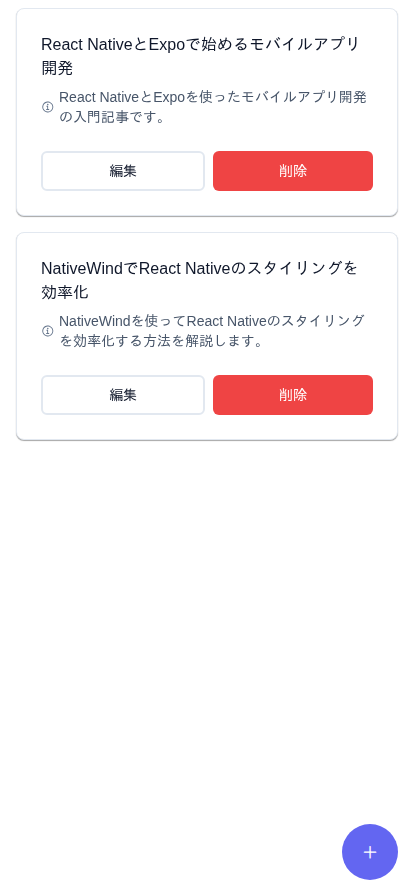 React NativeとExpoで始めるモバイルアプリ
開発
React NativeとExpoを使ったモバイルアプリ開発
の入門記事です。
編集 削除
NativeWindでReact Nativeのスタイリングを
効率化
NativeWindを使ってReact Nativeのスタイリング
を効率化する方法を解説します。
編集 削除